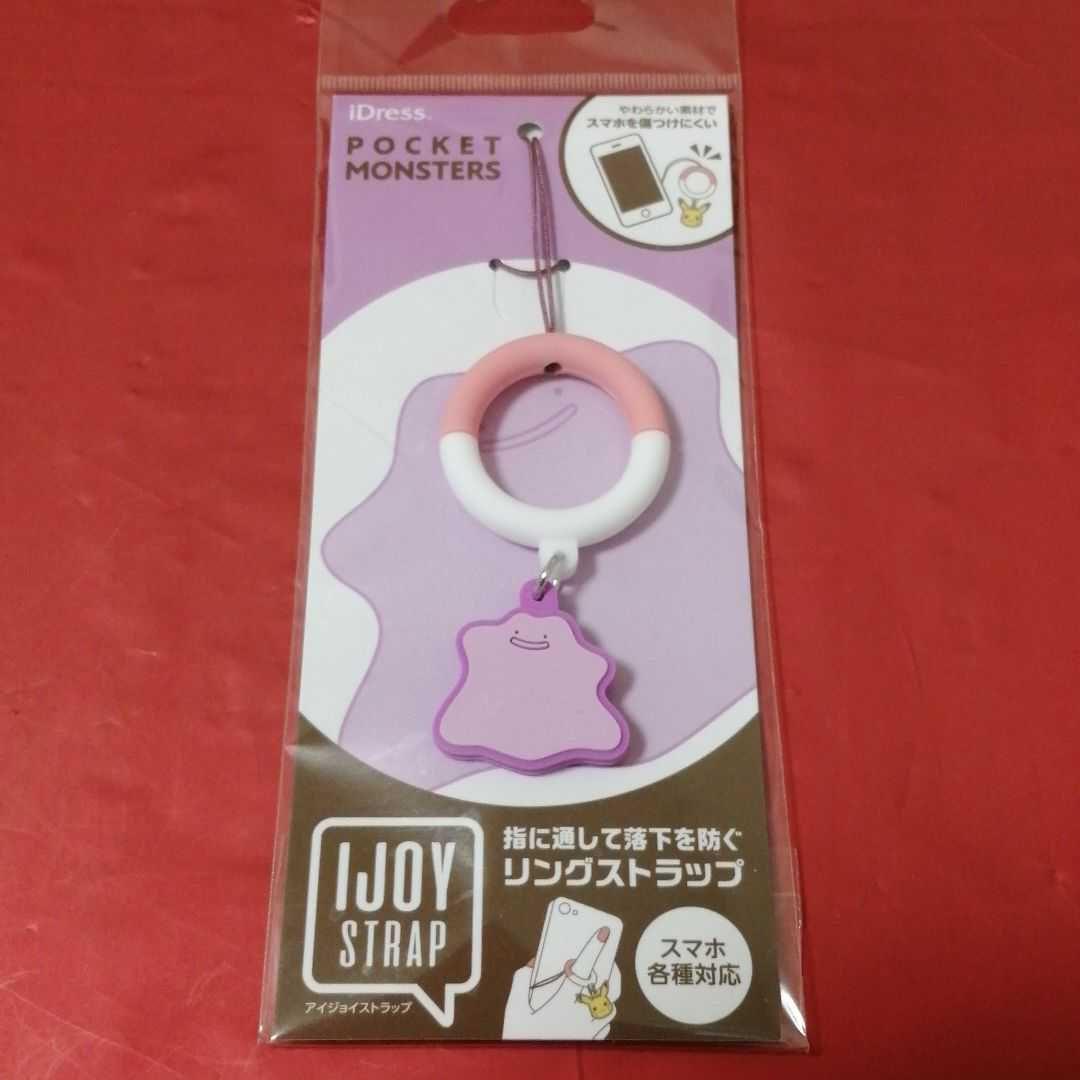 iDress®
POCKET
MONSTERS
やわらかい素材で
スマホを傷つけにくい
指に通して落下を防ぐ
リングストラップ
IJOY
STRAP
アイジョイストラップ
スマホ
各種対応